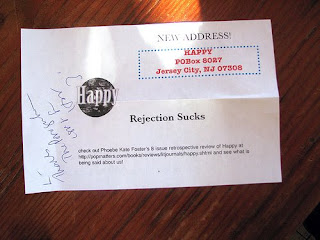 NEW ADDRESS!
HAPPY
POBox 8027
Jersey City, NJ 07308
Happy
Rejection Sucks
check out Phoebe Kate Foster's 8 issue retrospective review of Happy at
http://popmatters.com/books/reviews/litjournals/happy.shtml and see what is
being said about us!